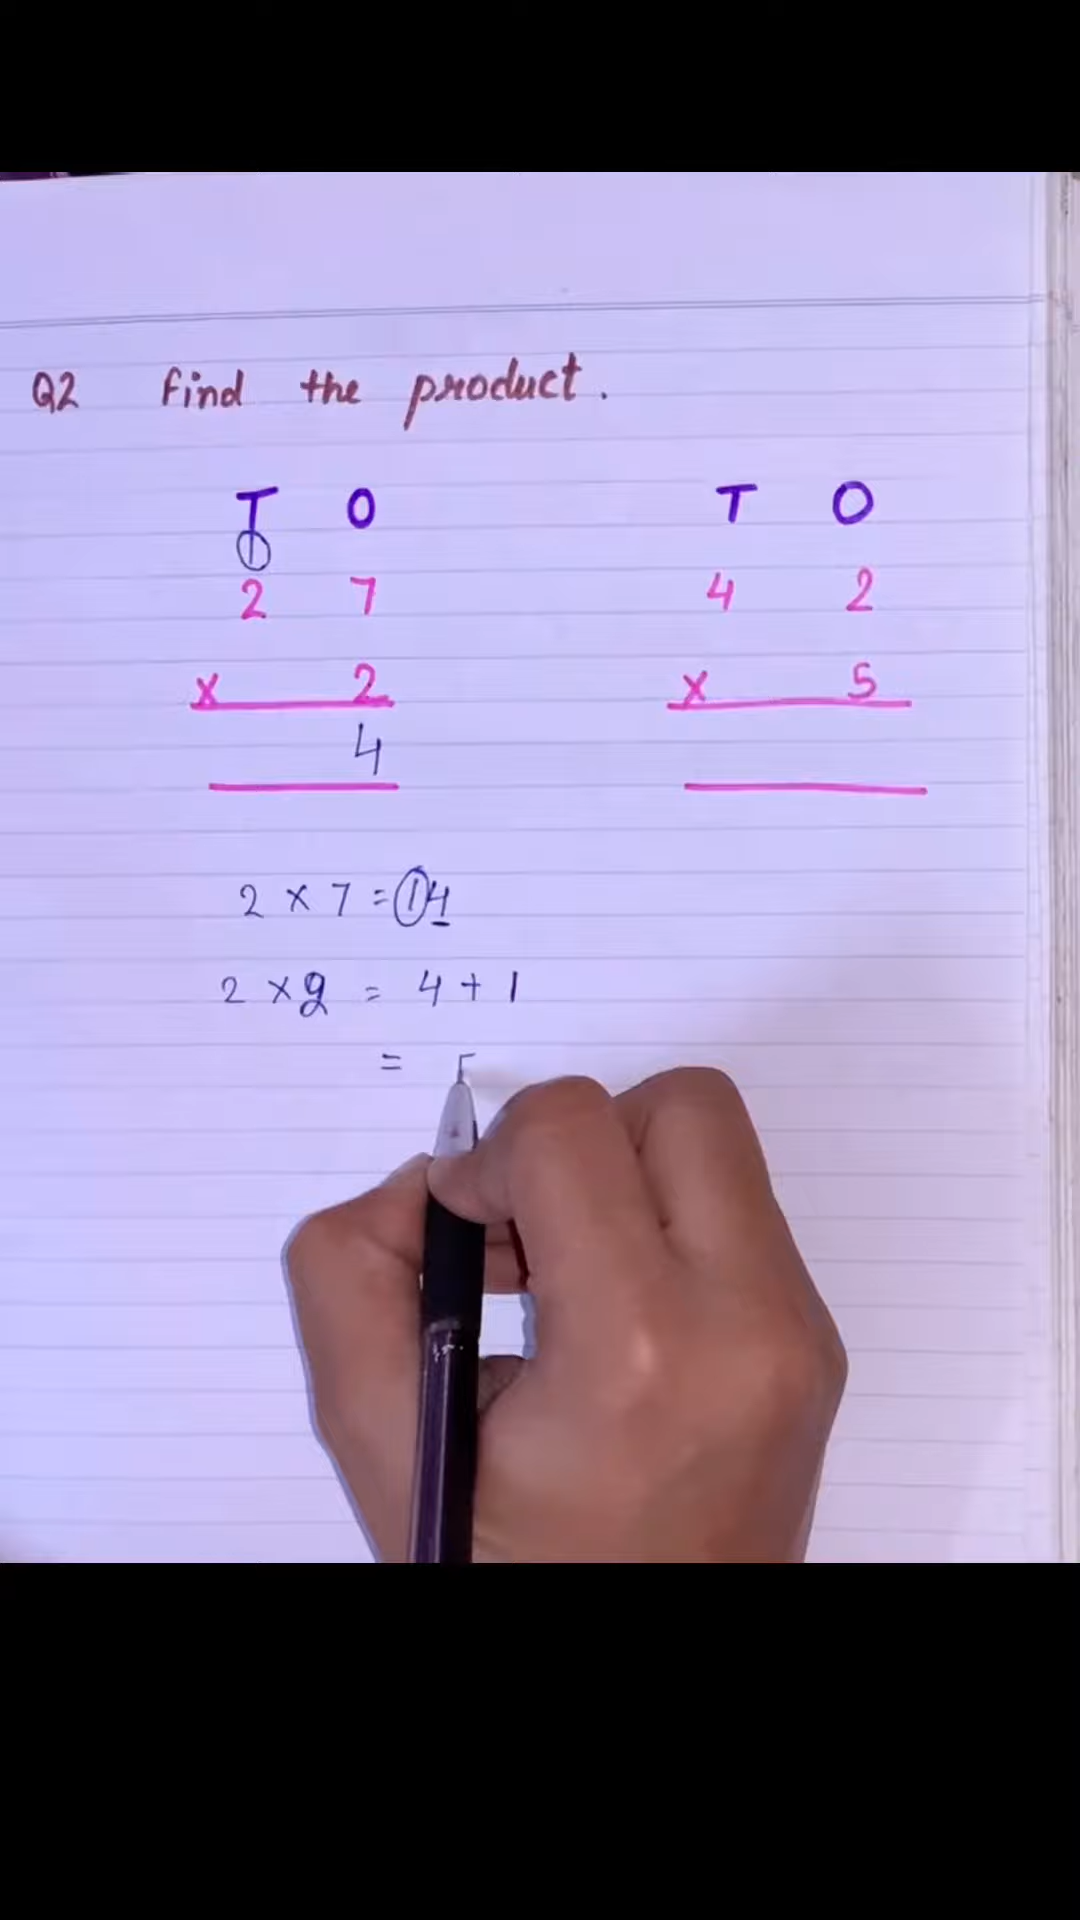 Q2 Find the product.
T O T O
1
2 7 4 2
x 2 x 5
4
2 x 7 = 14
2 x 2 = 4 + 1
= 5